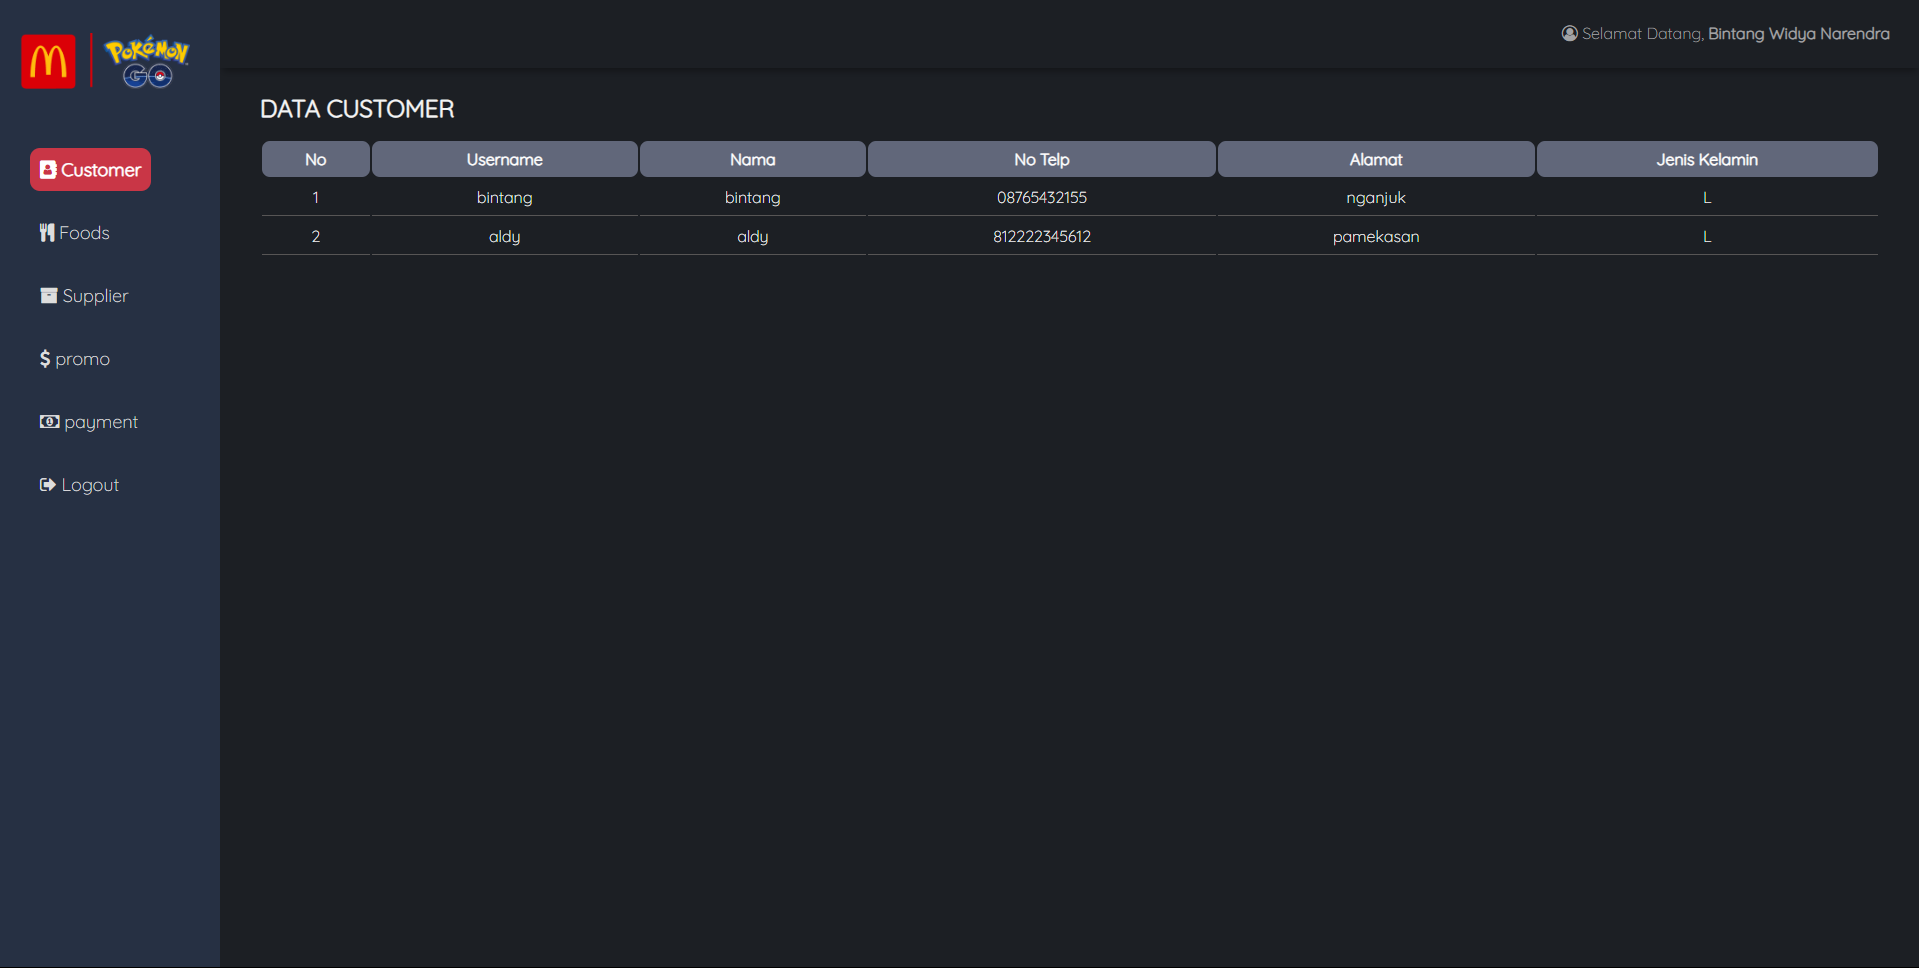 POKÉMON
GO
Selamat Datang, Bintang Widya Narendra
Customer
Foods
Supplier
promo
payment
Logout
DATA CUSTOMER
No Username Nama No Telp Alamat Jenis Kelamin
1 bintang bintang 08765432155 nganjuk L
2 aldy aldy 812222345612 pamekasan L